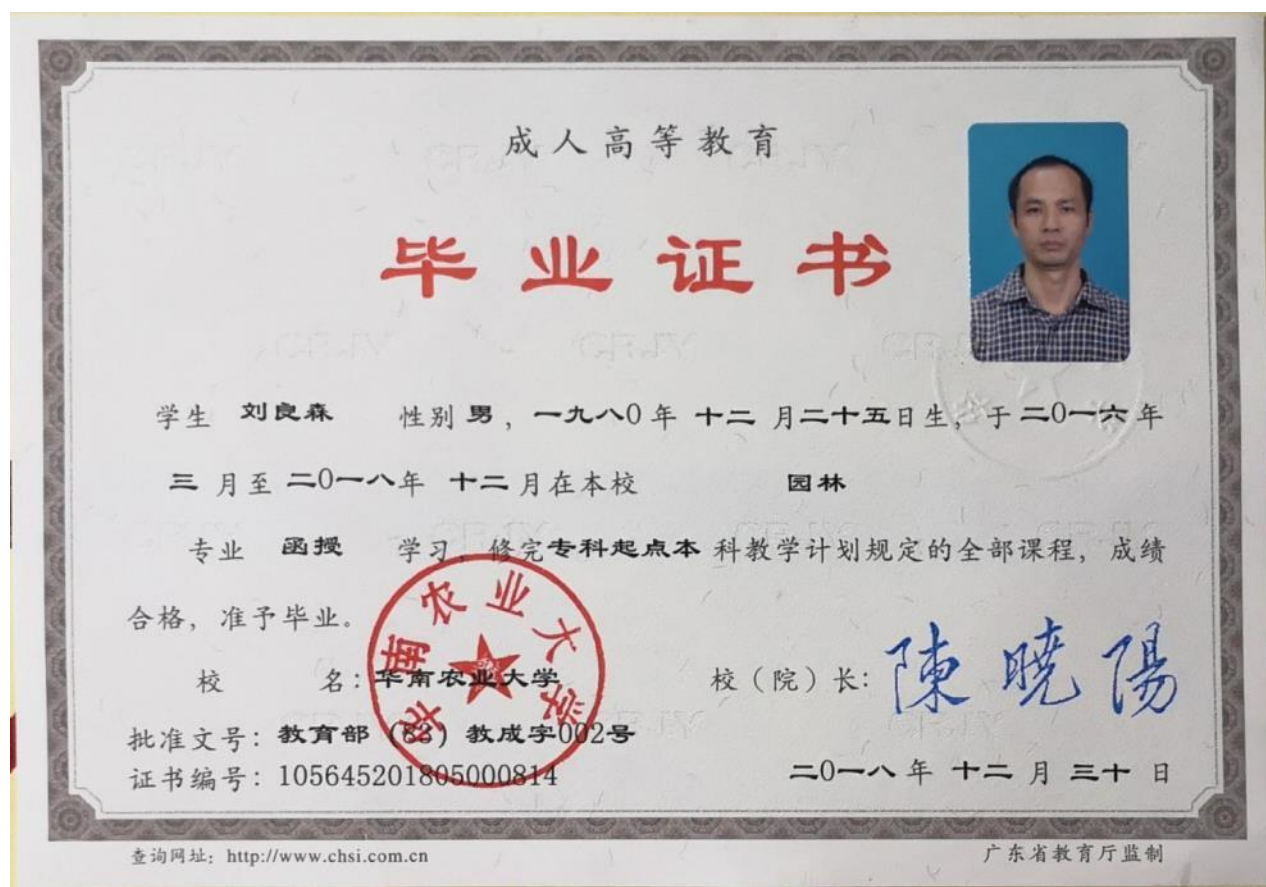 成人高等教育
毕业证书
学生 刘良森 性别 男，一九八0年 十二 月二十五日生，于二0一六年
三 月至 二0一八年 十二 月在本校 园林
专业 函授 学习，修完专科起点本 科教学计划规定的全部课程，成绩
合格，准予毕业。
华南农业大学
校 名：华南农业大学 校（院）长：陳曉陽
批准文号：教育部（83）教成字002号
证书编号：105645201805000814 二0一八 年 十二 月 三十 日
查询网址：http://www.chsi.com.cn 广东省教育厅监制